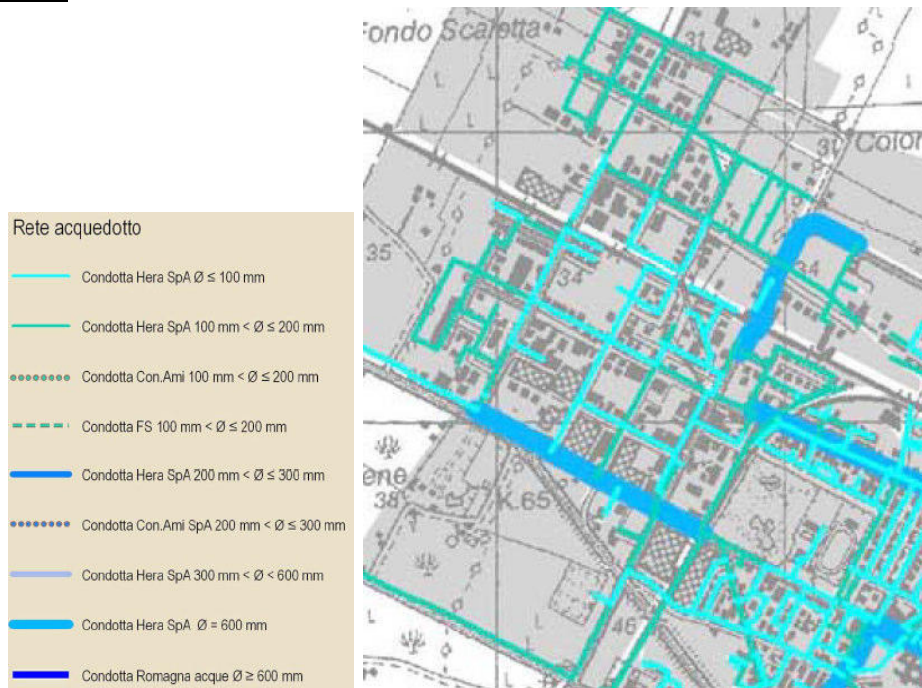 Rete acquedotto
Condotta Hera SpA Ø ≤ 100 mm
Condotta Hera SpA 100 mm < Ø ≤ 200 mm
Condotta Con.Ami 100 mm < Ø ≤ 200 mm
Condotta FS 100 mm < Ø ≤ 200 mm
Condotta Hera SpA 200 mm < Ø ≤ 300 mm
Condotta Con.Ami SpA 200 mm < Ø ≤ 300 mm
Condotta Hera SpA 300 mm < Ø < 600 mm
Condotta Hera SpA Ø = 600 mm
Condotta Romagna acque Ø ≥ 600 mm
Fondo Scaletta
31
31 Color
35
34
34
ene
38
K.65
46
L
L
L
L
L
L